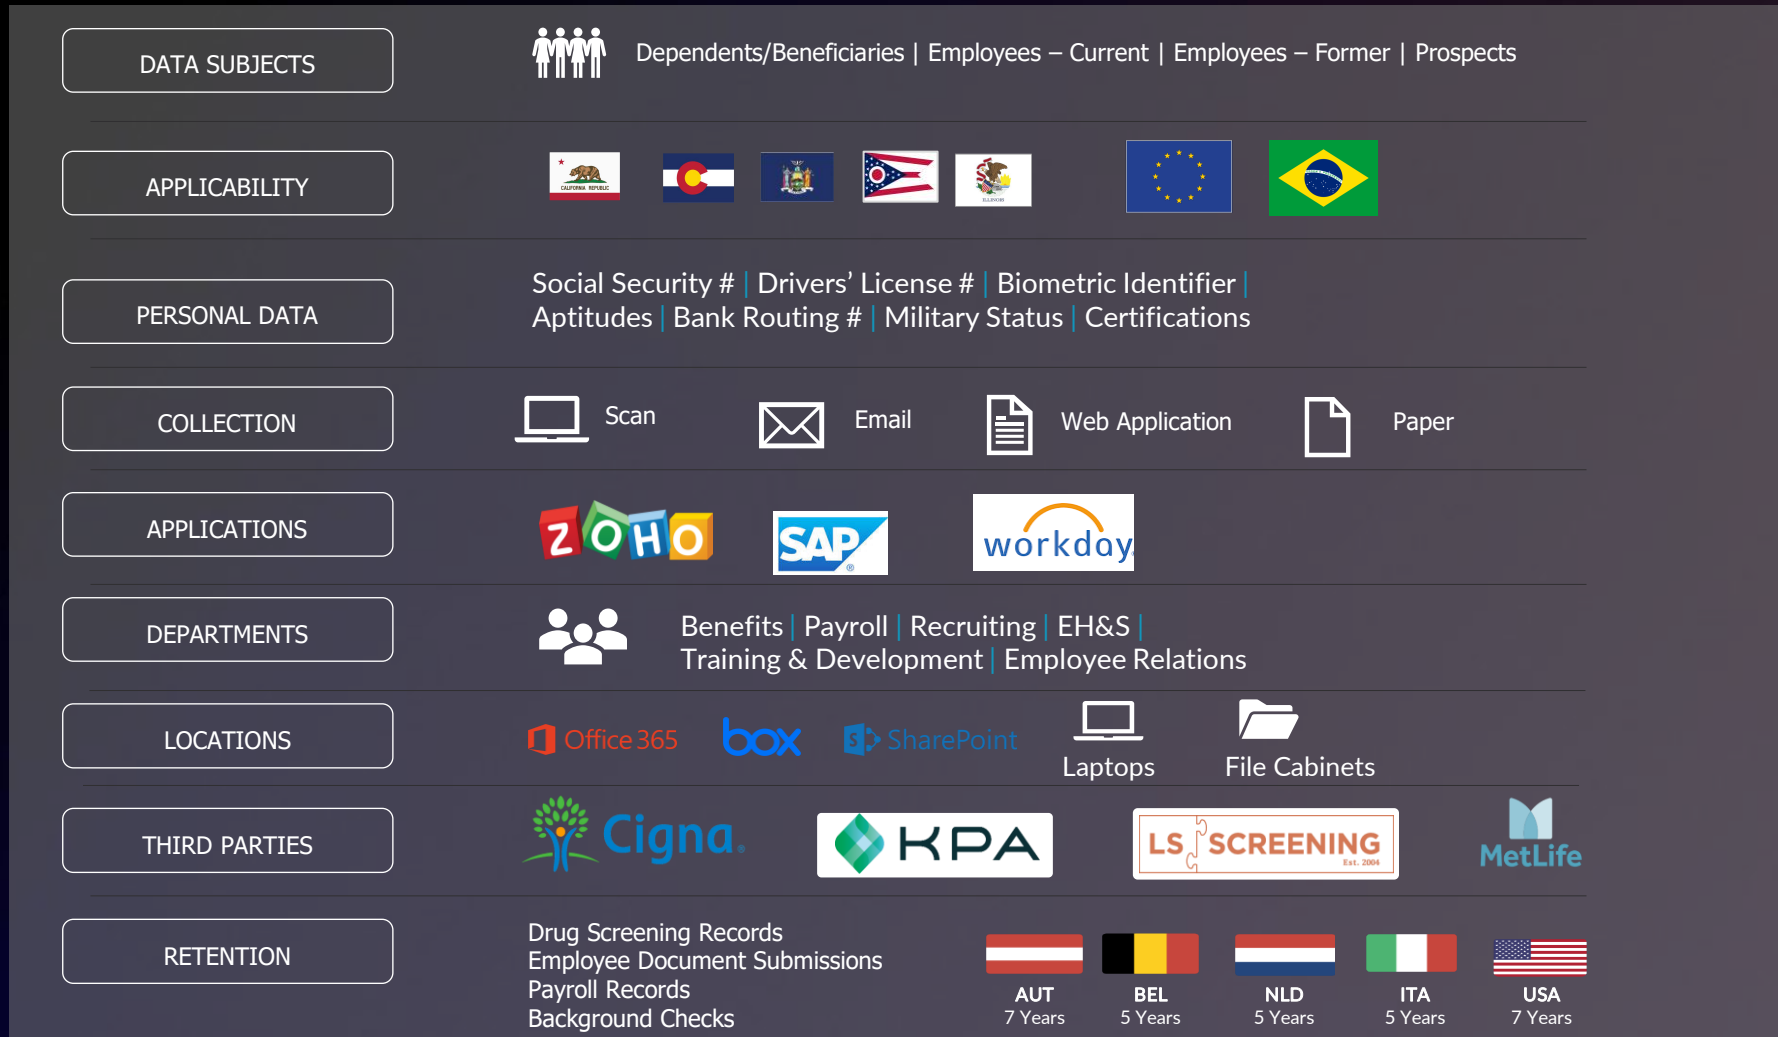 DATA SUBJECTS
Dependents/Beneficiaries | Employees – Current | Employees – Former | Prospects
APPLICABILITY
CALIFORNIA REPUBLIC
ILLINOIS
PERSONAL DATA
Social Security # | Drivers’ License # | Biometric Identifier |
Aptitudes | Bank Routing # | Military Status | Certifications
COLLECTION
Scan
Email
Web Application
Paper
APPLICATIONS
ZOHO
SAP®
workday
DEPARTMENTS
Benefits | Payroll | Recruiting | EH&S |
Training & Development | Employee Relations
LOCATIONS
Office 365
box
S SharePoint
Laptops
File Cabinets
THIRD PARTIES
Cigna®
KPA
LS SCREENING
Est. 2004
MetLife
RETENTION
Drug Screening Records
Employee Document Submissions
Payroll Records
Background Checks
AUT
7 Years
BEL
5 Years
NLD
5 Years
ITA
5 Years
USA
7 Years